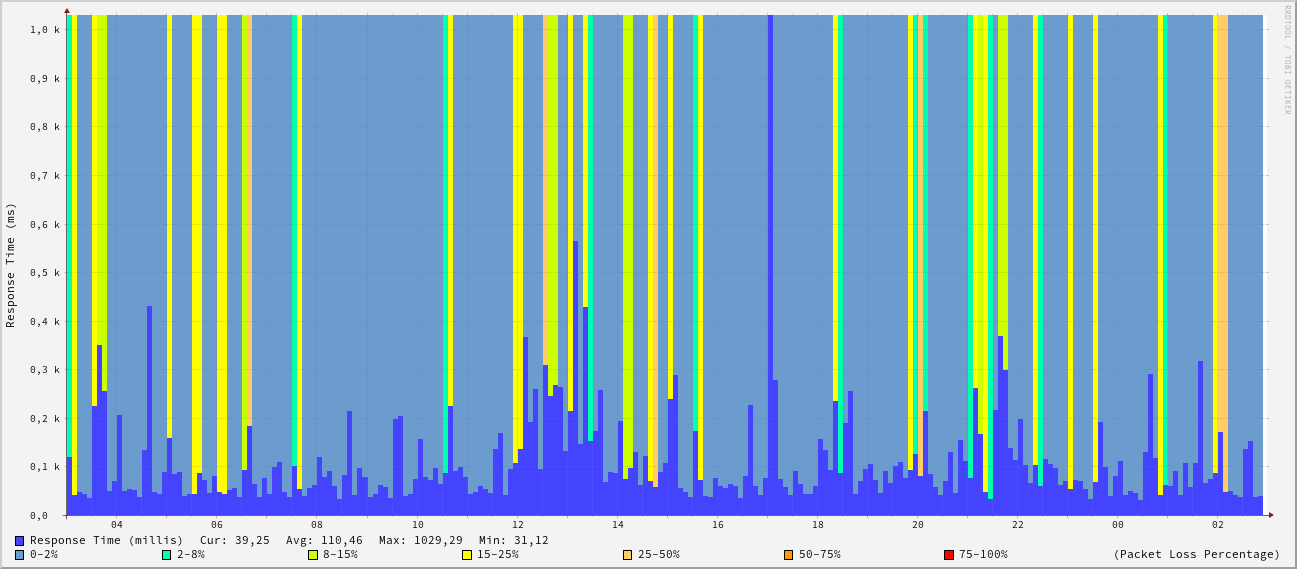 RRDTOOL / TOBI OETIKER
Response Time (ms)
1,0 k
0,9 k
0,8 k
0,7 k
0,6 k
0,5 k
0,4 k
0,3 k
0,2 k
0,1 k
0,0
04 06 08 10 12 14 16 18 20 22 00 02
Response Time (millis) Cur: 39,25 Avg: 110,46 Max: 1029,29 Min: 31,12
0-2% 2-8% 8-15% 15-25% 25-50% 50-75% 75-100% (Packet Loss Percentage)